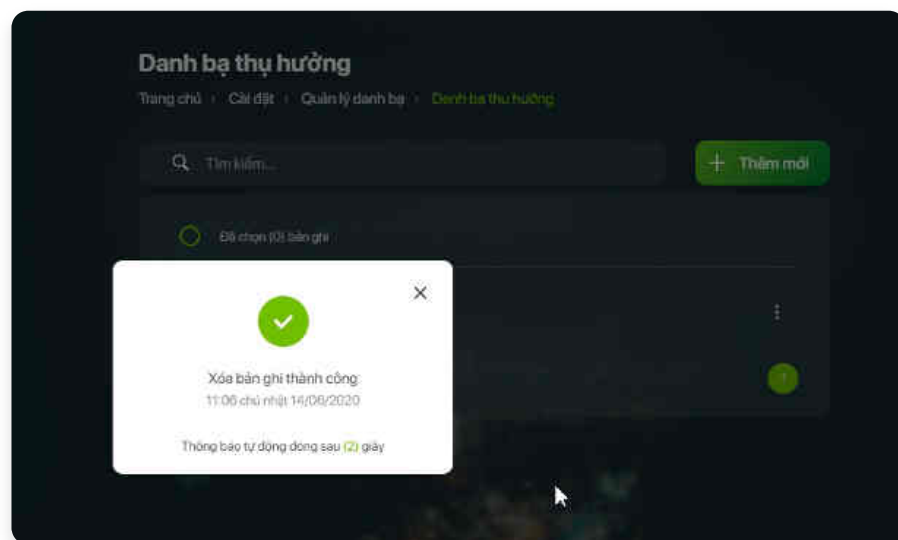 Danh bạ thụ hưởng
Trang chủ › Cài đặt › Quản lý danh bạ › Danh bạ thụ hưởng
Tìm kiếm...
+ Thêm mới
Đã chọn (0) bản ghi
Xóa bản ghi thành công
11:06 chủ nhật 14/06/2020
Thông báo tự động đóng sau (2) giây